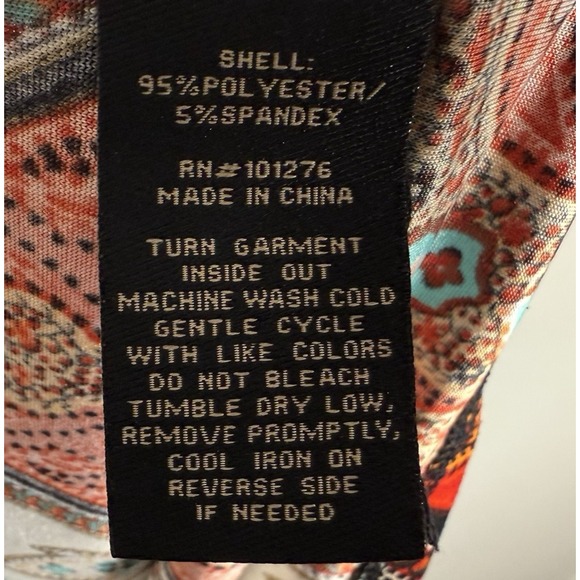 SHELL:
95%POLYESTER/
5%SPANDEX
RN#101276
MADE IN CHINA
TURN GARMENT
INSIDE OUT
MACHINE WASH COLD
GENTLE CYCLE
WITH LIKE COLORS
DO NOT BLEACH
TUMBLE DRY LOW,
REMOVE PROMPTLY,
COOL IRON ON
REVERSE SIDE
IF NEEDED